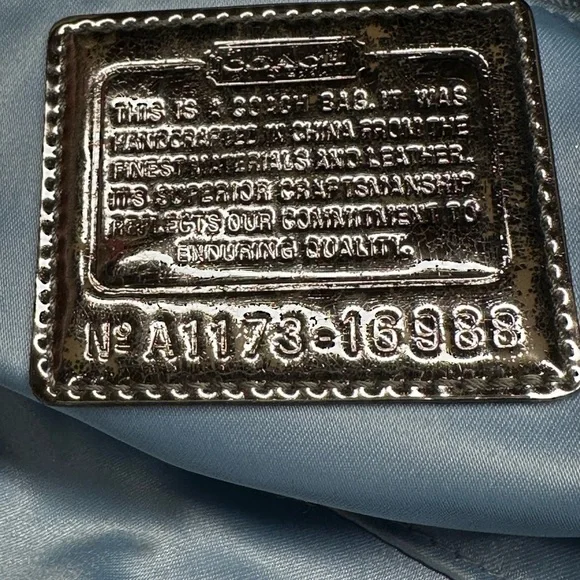 COACH
THIS IS A COACH BAG. IT WAS
HANDCRAFTED IN CHINA FROM THE
FINEST MATERIALS AND LEATHER.
ITS SUPERIOR CRAFTSMANSHIP
REFLECTS OUR COMMITMENT TO
ENDURING QUALITY.
Nº A1173-16988